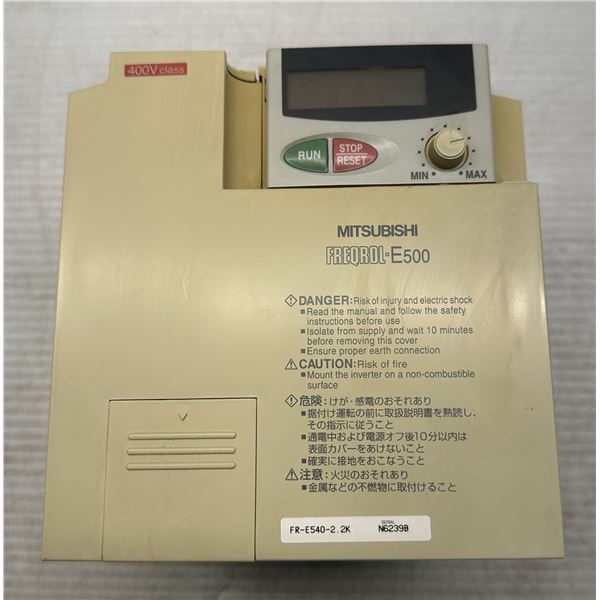 400V class
RUN
STOP
RESET
MIN
MAX
MITSUBISHI
FREQROL-E500
DANGER: Risk of injury and electric shock
■Read the manual and follow the safety
instructions before use
■Isolate from supply and wait 10 minutes
before removing this cover
■Ensure proper earth connection
CAUTION: Risk of fire
■Mount the inverter on a non-combustible
surface
危険：けが・感電のおそれあり
■据付け運転の前に取扱説明書を熟読し、
その指示に従うこと
■通電中および電源オフ後10分以内は
表面カバーをあけないこと
■確実に接地をおこなうこと
注意：火災のおそれあり
■金属などの不燃物に取付けること
FR-E540-2.2K
SERIAL
N6239B